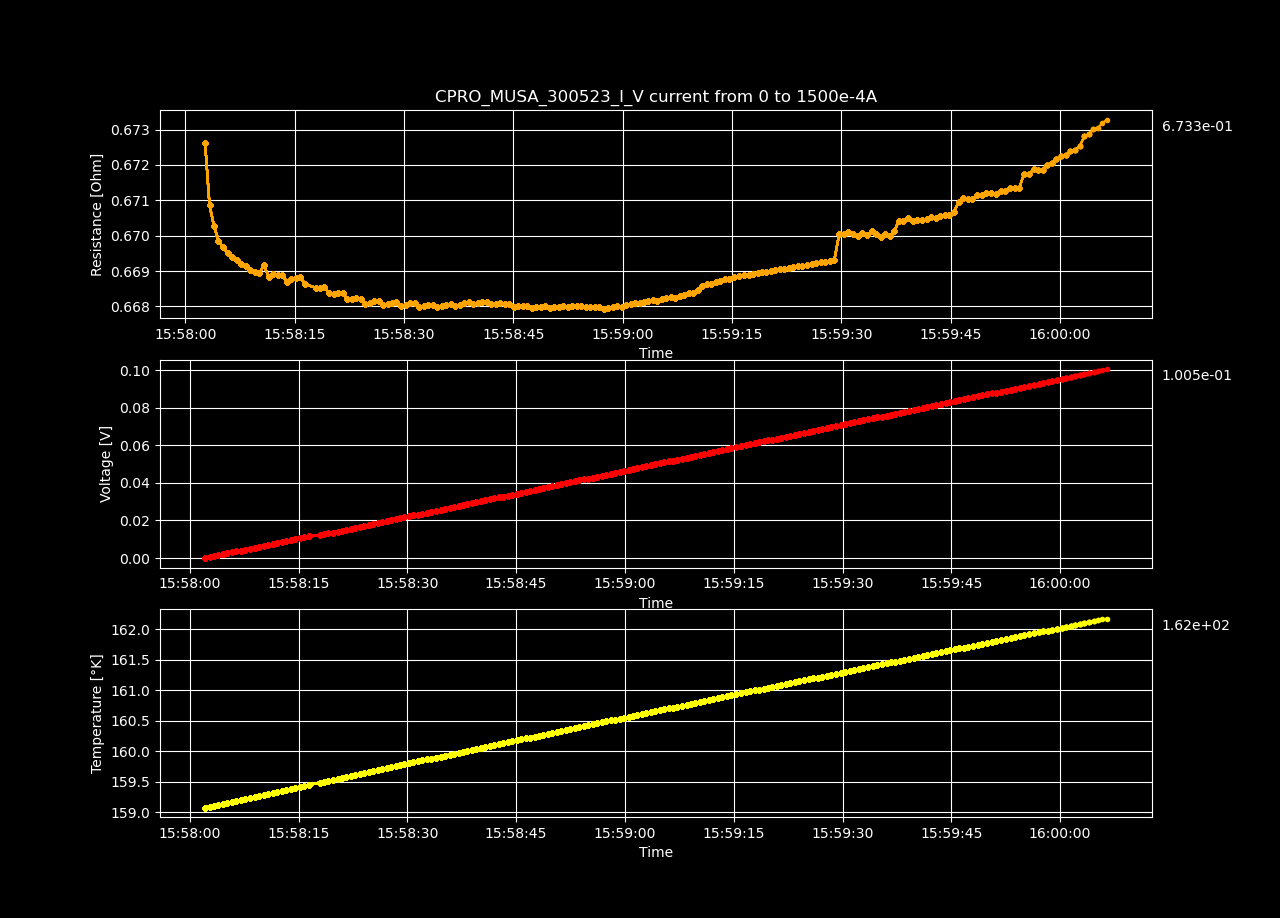 CPRO_MUSA_300523_I_V current from 0 to 1500e-4A
0.673
0.672
0.671
0.670
0.669
0.668
Resistance [Ohm]
6.733e-01
15:58:00 15:58:15 15:58:30 15:58:45 15:59:00 15:59:15 15:59:30 15:59:45 16:00:00
Time
0.10
0.08
0.06
0.04
0.02
0.00
Voltage [V]
1.005e-01
15:58:00 15:58:15 15:58:30 15:58:45 15:59:00 15:59:15 15:59:30 15:59:45 16:00:00
Time
162.0
161.5
161.0
160.5
160.0
159.5
159.0
Temperature [°K]
1.62e+02
15:58:00 15:58:15 15:58:30 15:58:45 15:59:00 15:59:15 15:59:30 15:59:45 16:00:00
Time